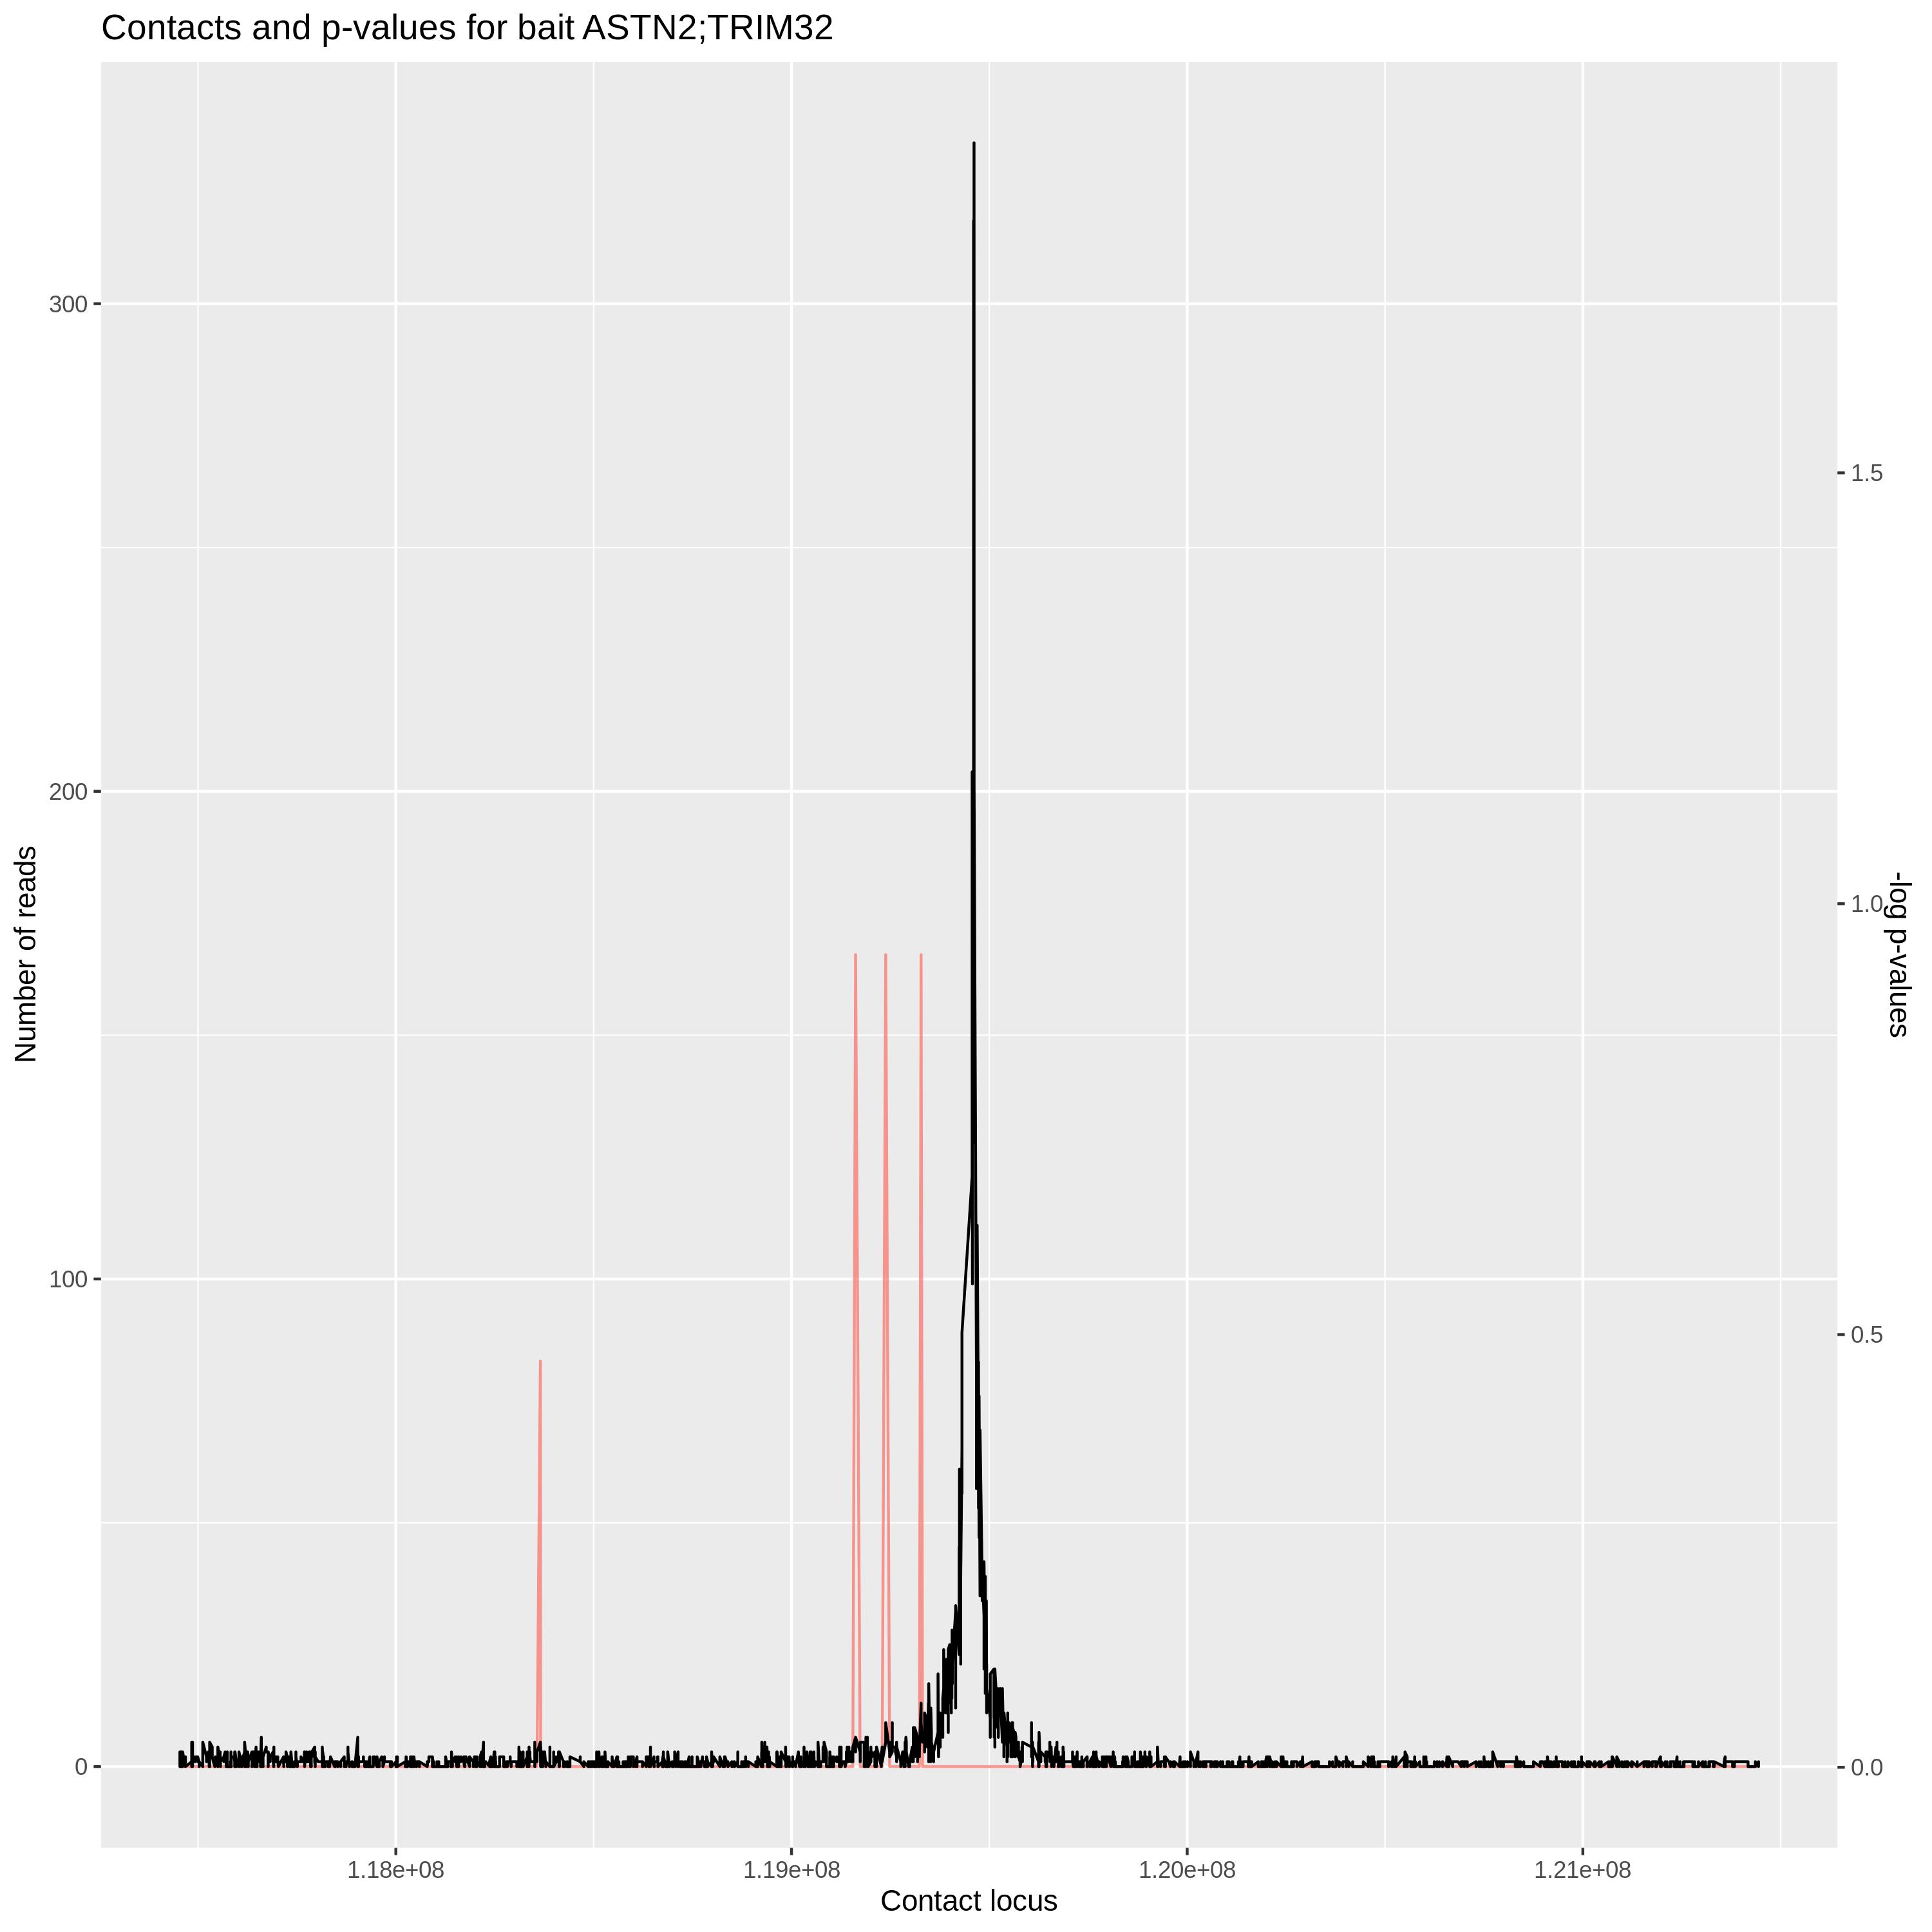 Contacts and p-values for bait ASTN2;TRIM32
300
200
100
0
Number of reads
1.5
1.0
0.5
0.0
-log p-values
1.18e+08
1.19e+08
1.20e+08
1.21e+08
Contact locus